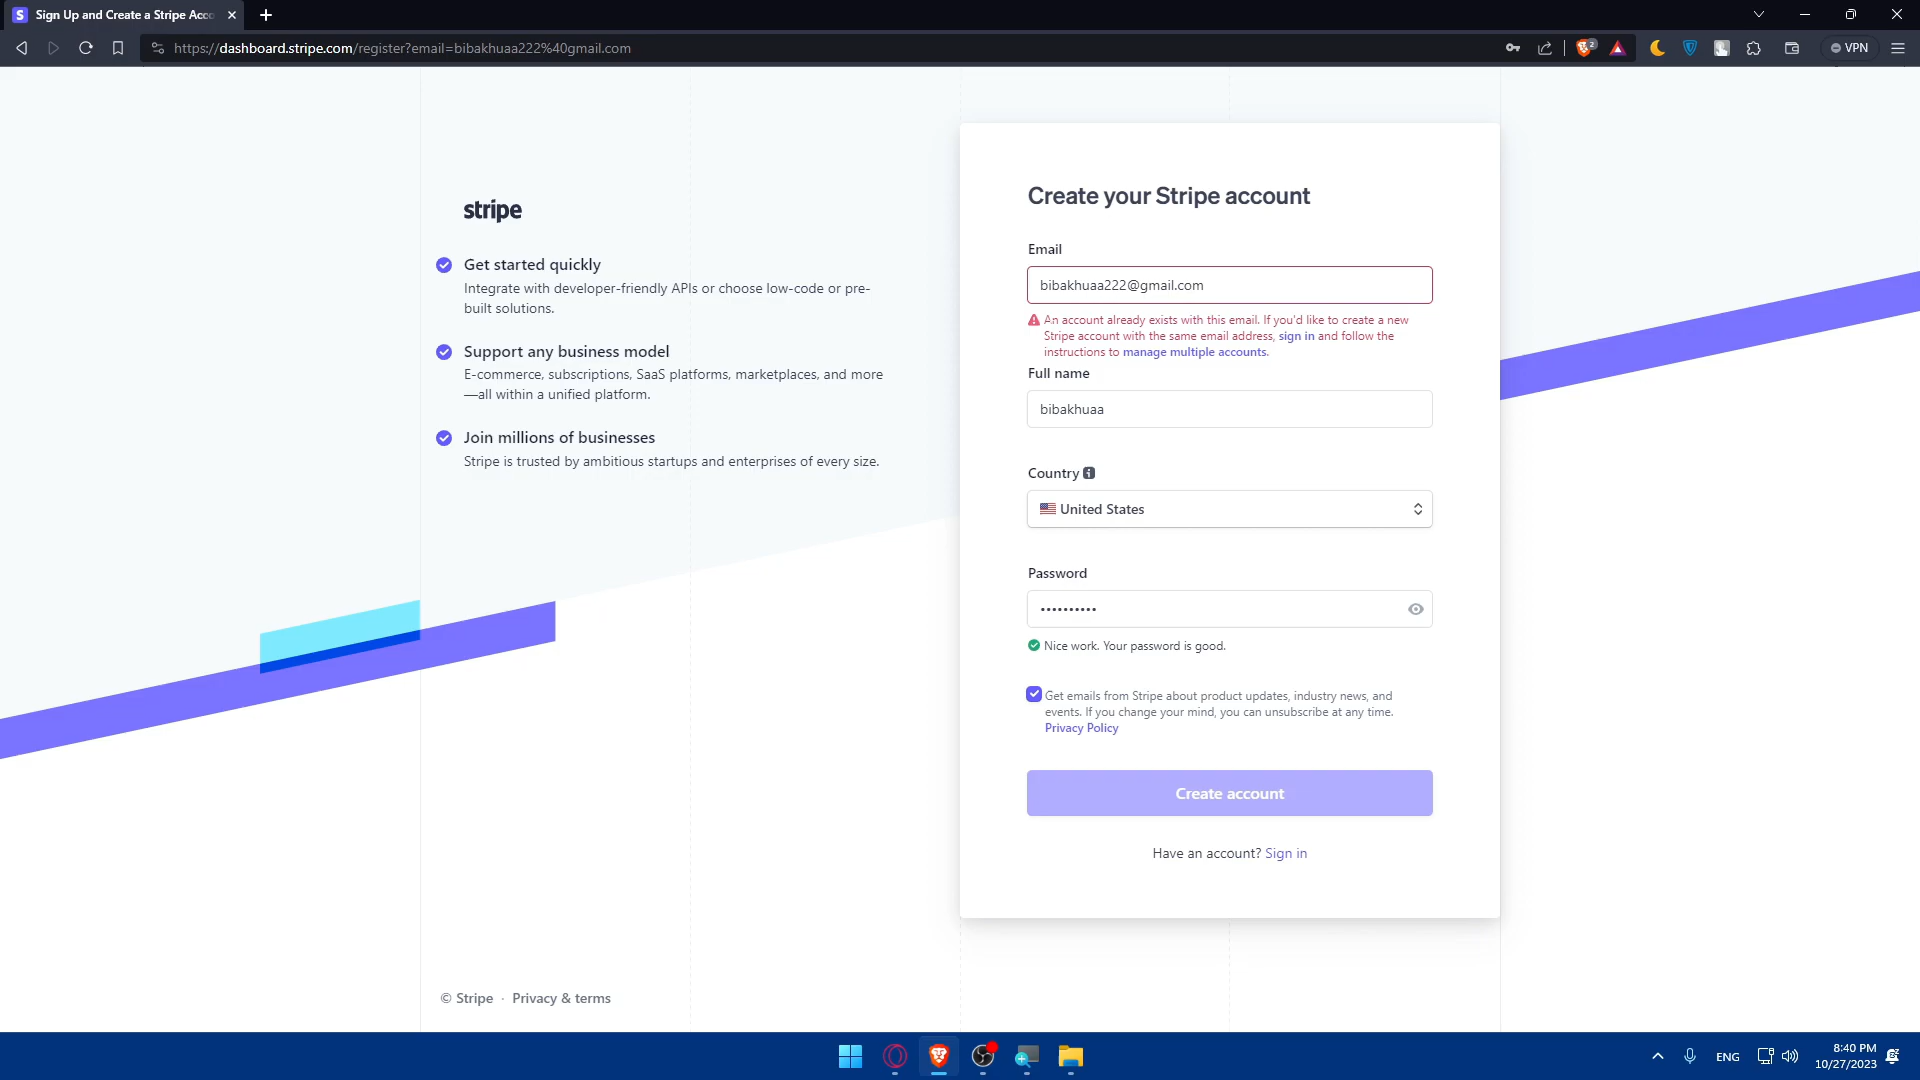 Sign Up and Create a Stripe Acco
https://dashboard.stripe.com/register?email=bibakhuaa222%40gmail.com
2
VPN
stripe
Get started quickly
Integrate with developer-friendly APIs or choose low-code or pre-
built solutions.
Support any business model
E-commerce, subscriptions, SaaS platforms, marketplaces, and more
—all within a unified platform.
Join millions of businesses
Stripe is trusted by ambitious startups and enterprises of every size.
© Stripe · Privacy & terms
Create your Stripe account
Email
bibakhuaa222@gmail.com
An account already exists with this email. If you'd like to create a new
Stripe account with the same email address, sign in and follow the
instructions to manage multiple accounts.
Full name
bibakhuaa
Country
United States
Password
••••••••••
Nice work. Your password is good.
Get emails from Stripe about product updates, industry news, and
events. If you change your mind, you can unsubscribe at any time.
Privacy Policy
Create account
Have an account? Sign in
ENG
8:40 PM
10/27/2023